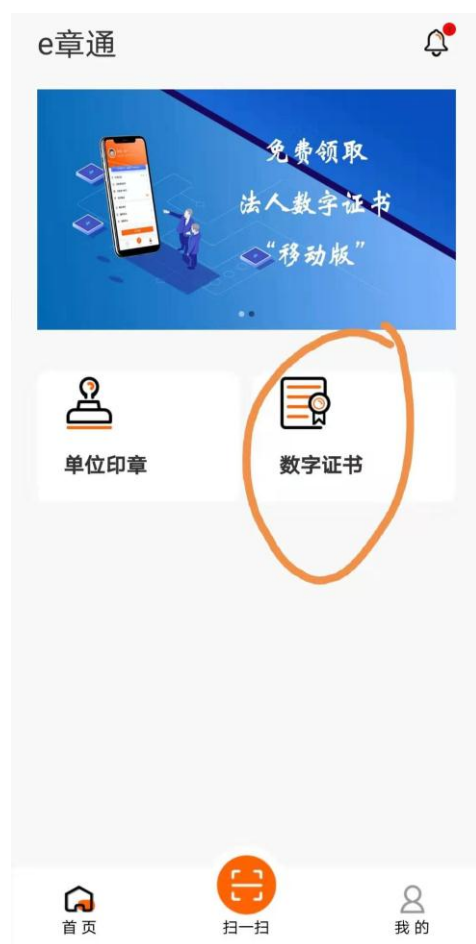 e章通
免费领取
法人数字证书
“移动版”
单位印章
数字证书
首页
扫一扫
我的